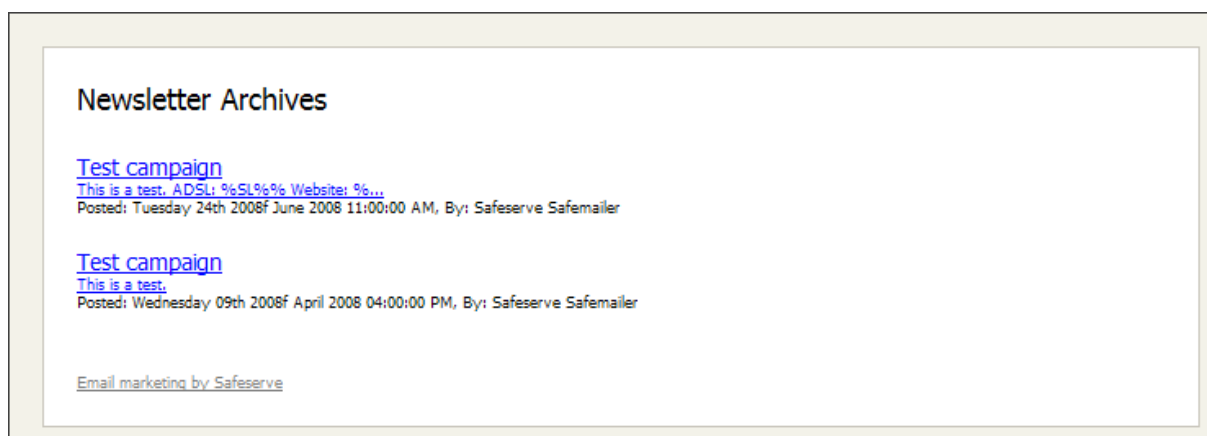 Newsletter Archives
Test campaign
This is a test. ADSL: %SL%% Website: %...
Posted: Tuesday 24th 2008f June 2008 11:00:00 AM, By: Safeserve Safemailer
Test campaign
This is a test.
Posted: Wednesday 09th 2008f April 2008 04:00:00 PM, By: Safeserve Safemailer
Email marketing by Safeserve